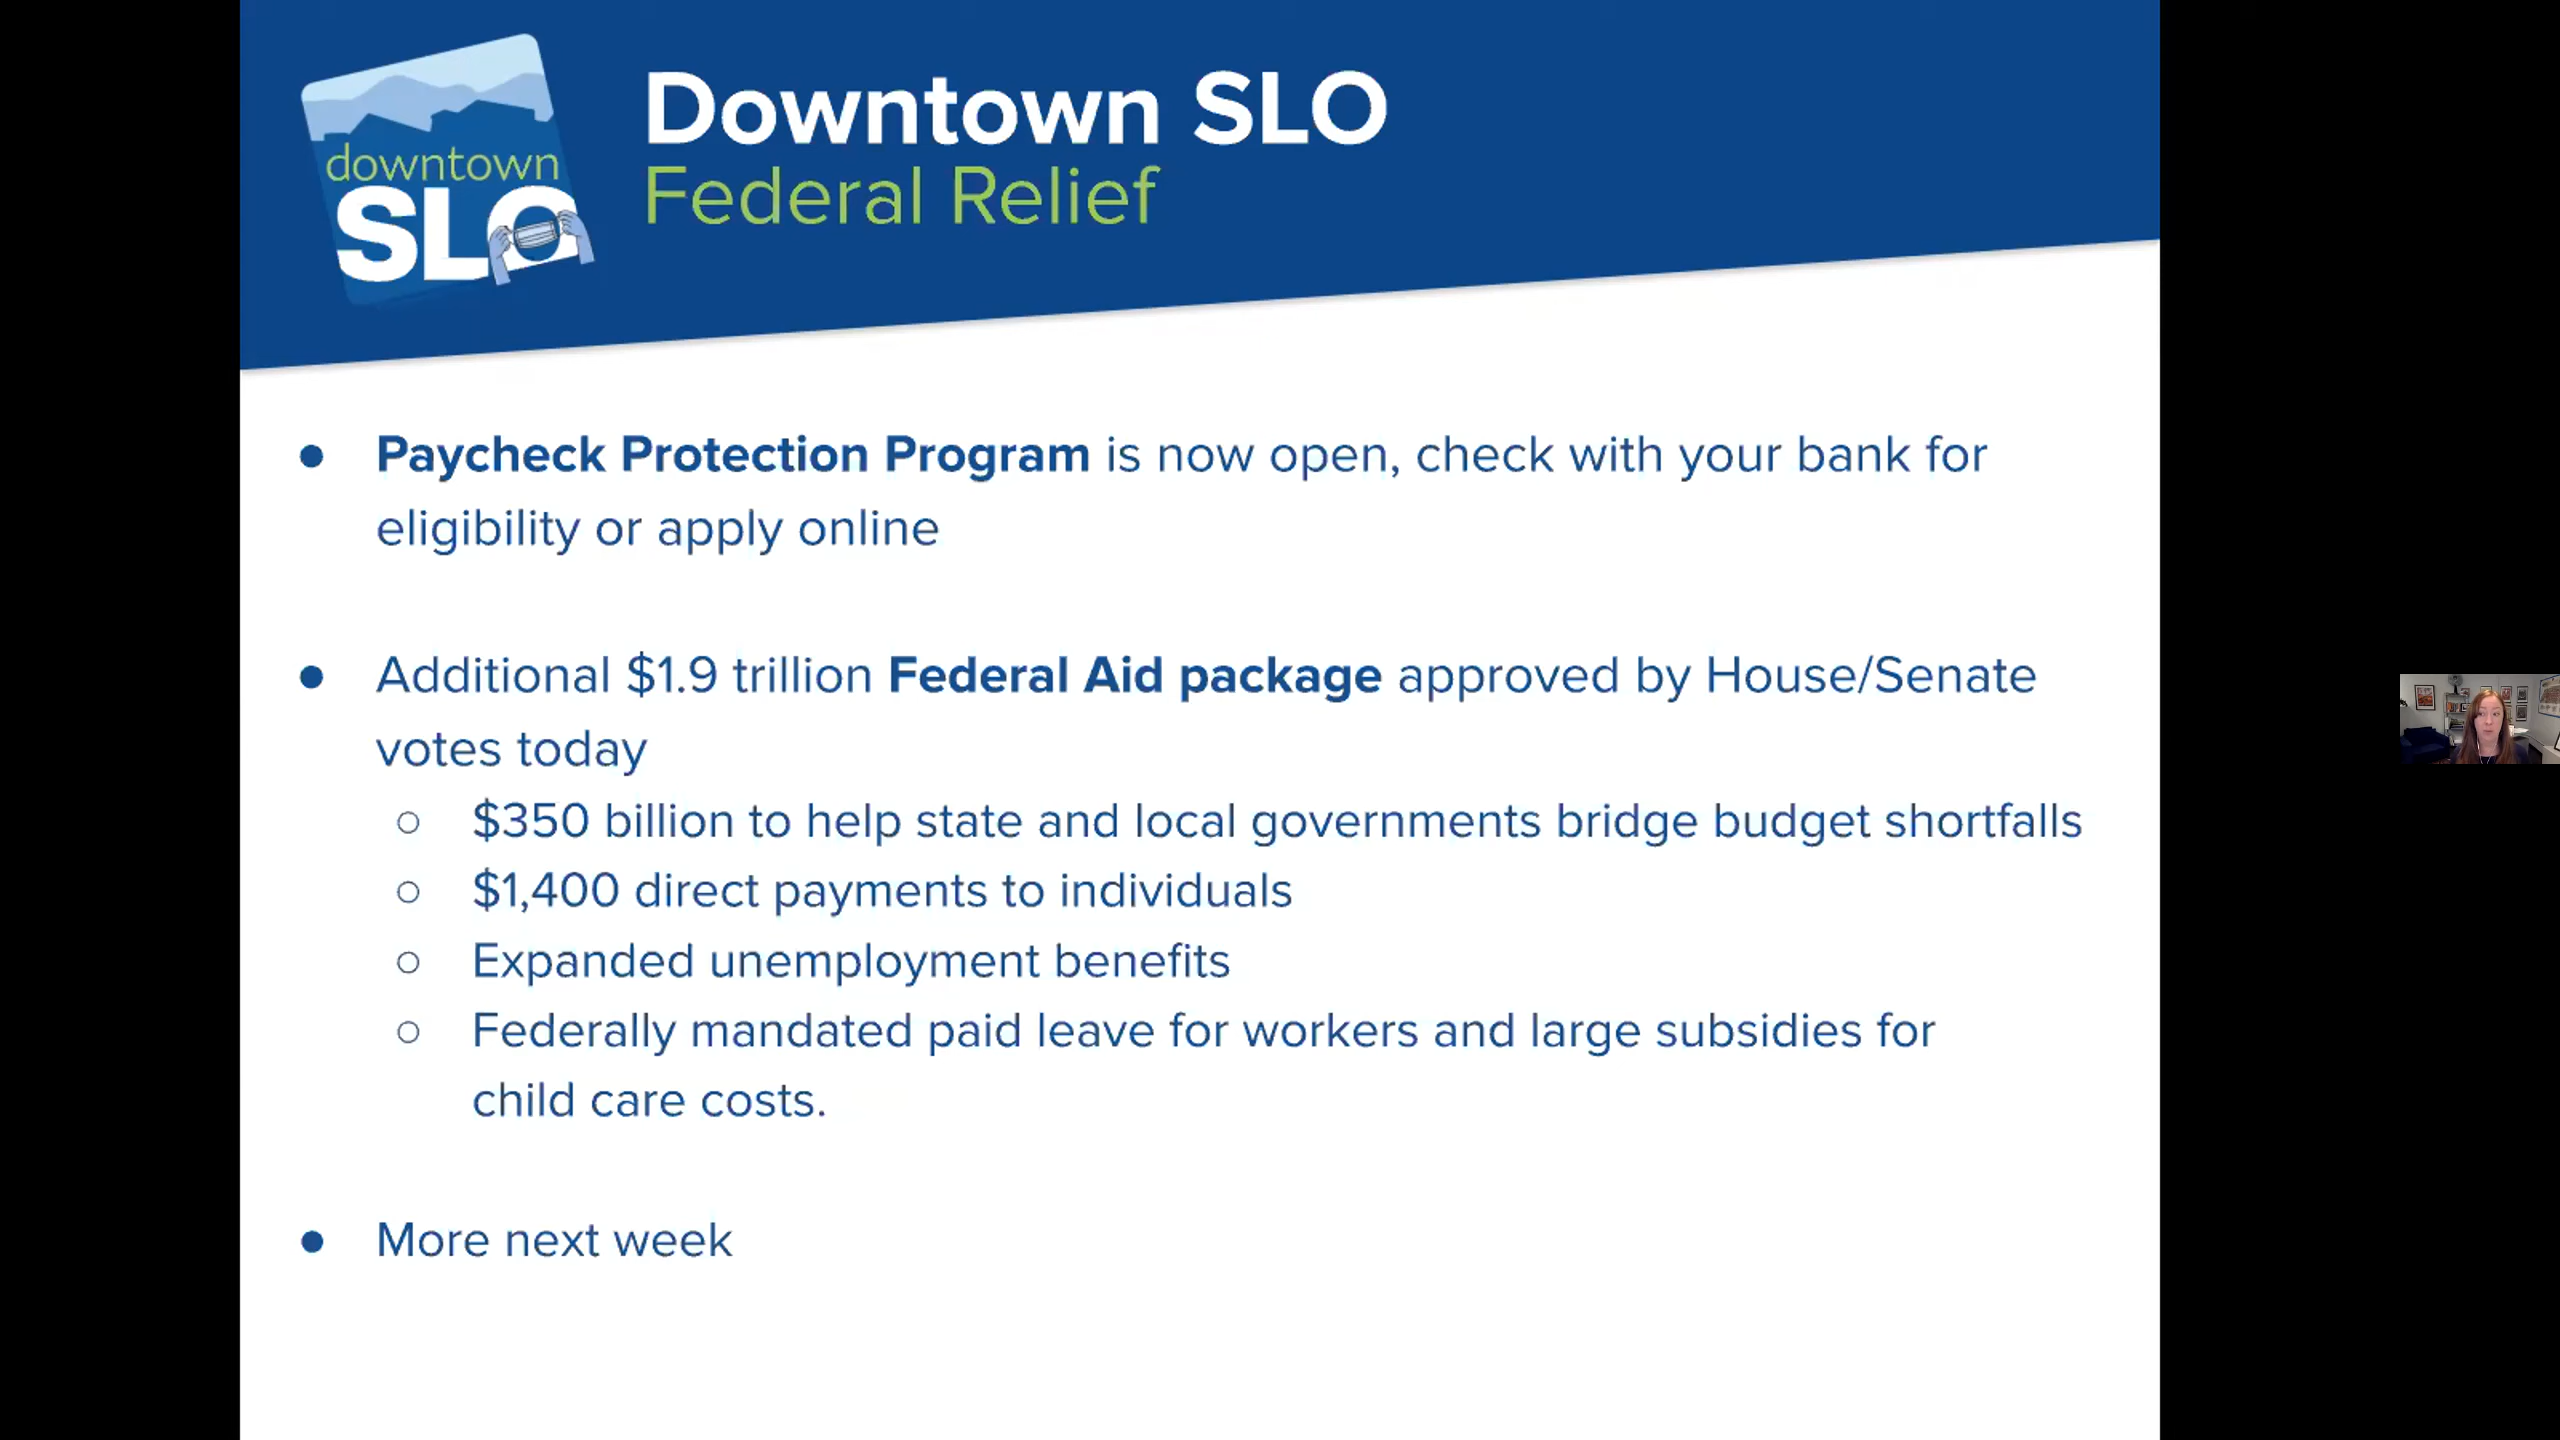 downtown
SLO
Downtown SLO
Federal Relief
● Paycheck Protection Program is now open, check with your bank for
eligibility or apply online
● Additional $1.9 trillion Federal Aid package approved by House/Senate
votes today
○ $350 billion to help state and local governments bridge budget shortfalls
○ $1,400 direct payments to individuals
○ Expanded unemployment benefits
○ Federally mandated paid leave for workers and large subsidies for
child care costs.
● More next week